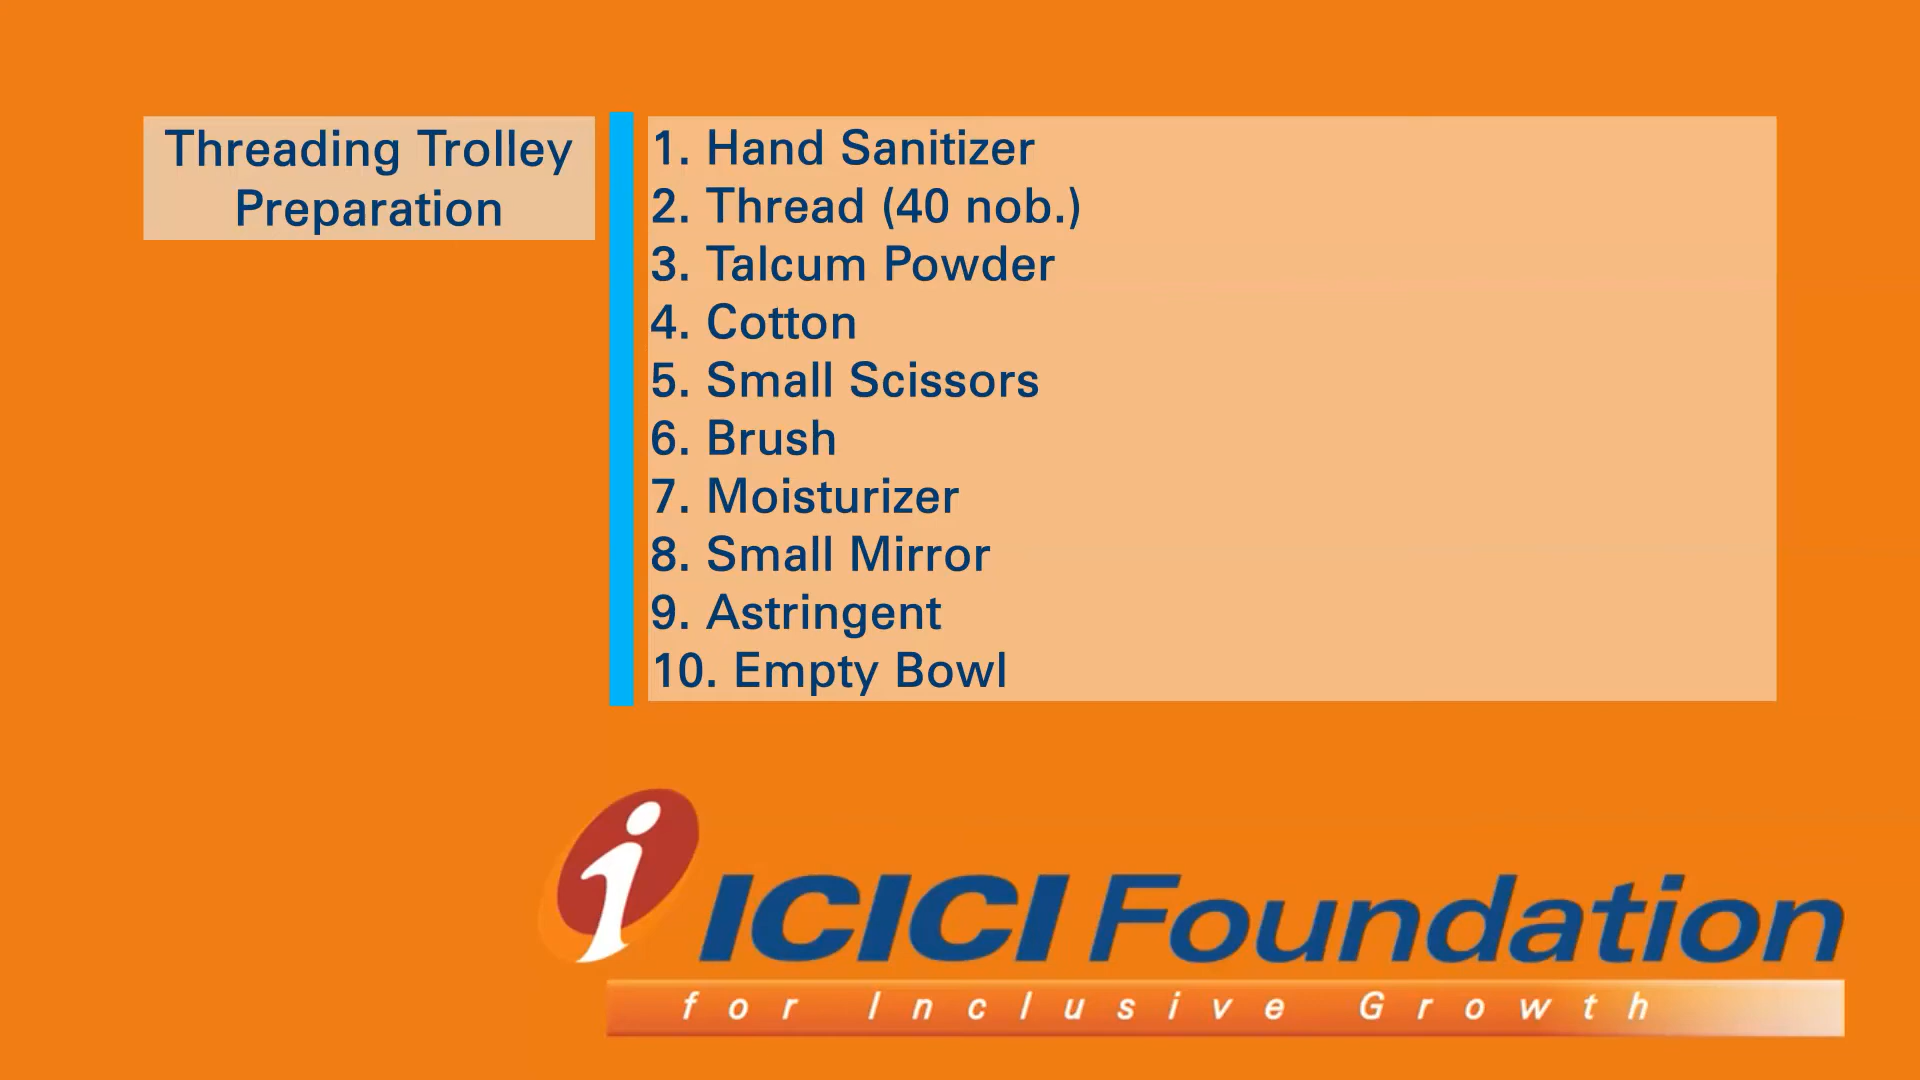 Threading Trolley
Preparation
1. Hand Sanitizer
2. Thread (40 nob.)
3. Talcum Powder
4. Cotton
5. Small Scissors
6. Brush
7. Moisturizer
8. Small Mirror
9. Astringent
10. Empty Bowl
i ICICI Foundation
for Inclusive Growth